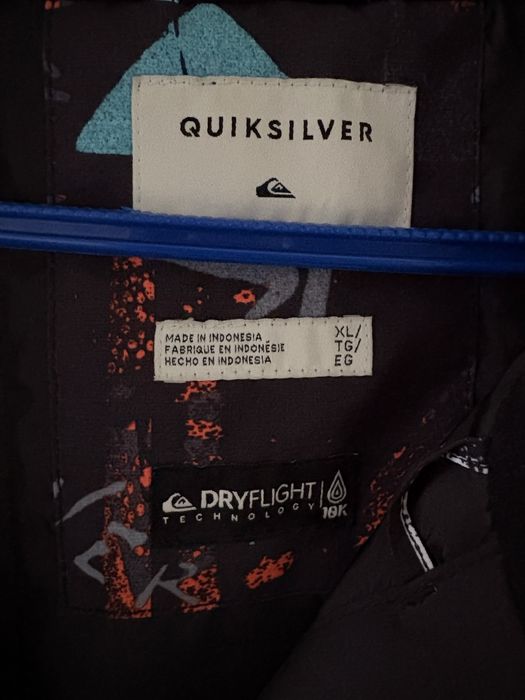 QUIKSILVER
MADE IN INDONESIA
FABRIQUE EN INDONÉSIE
HECHO EN INDONESIA
XL/
TG/
EG
DRYFLIGHT
TECHNOLOGY
10K